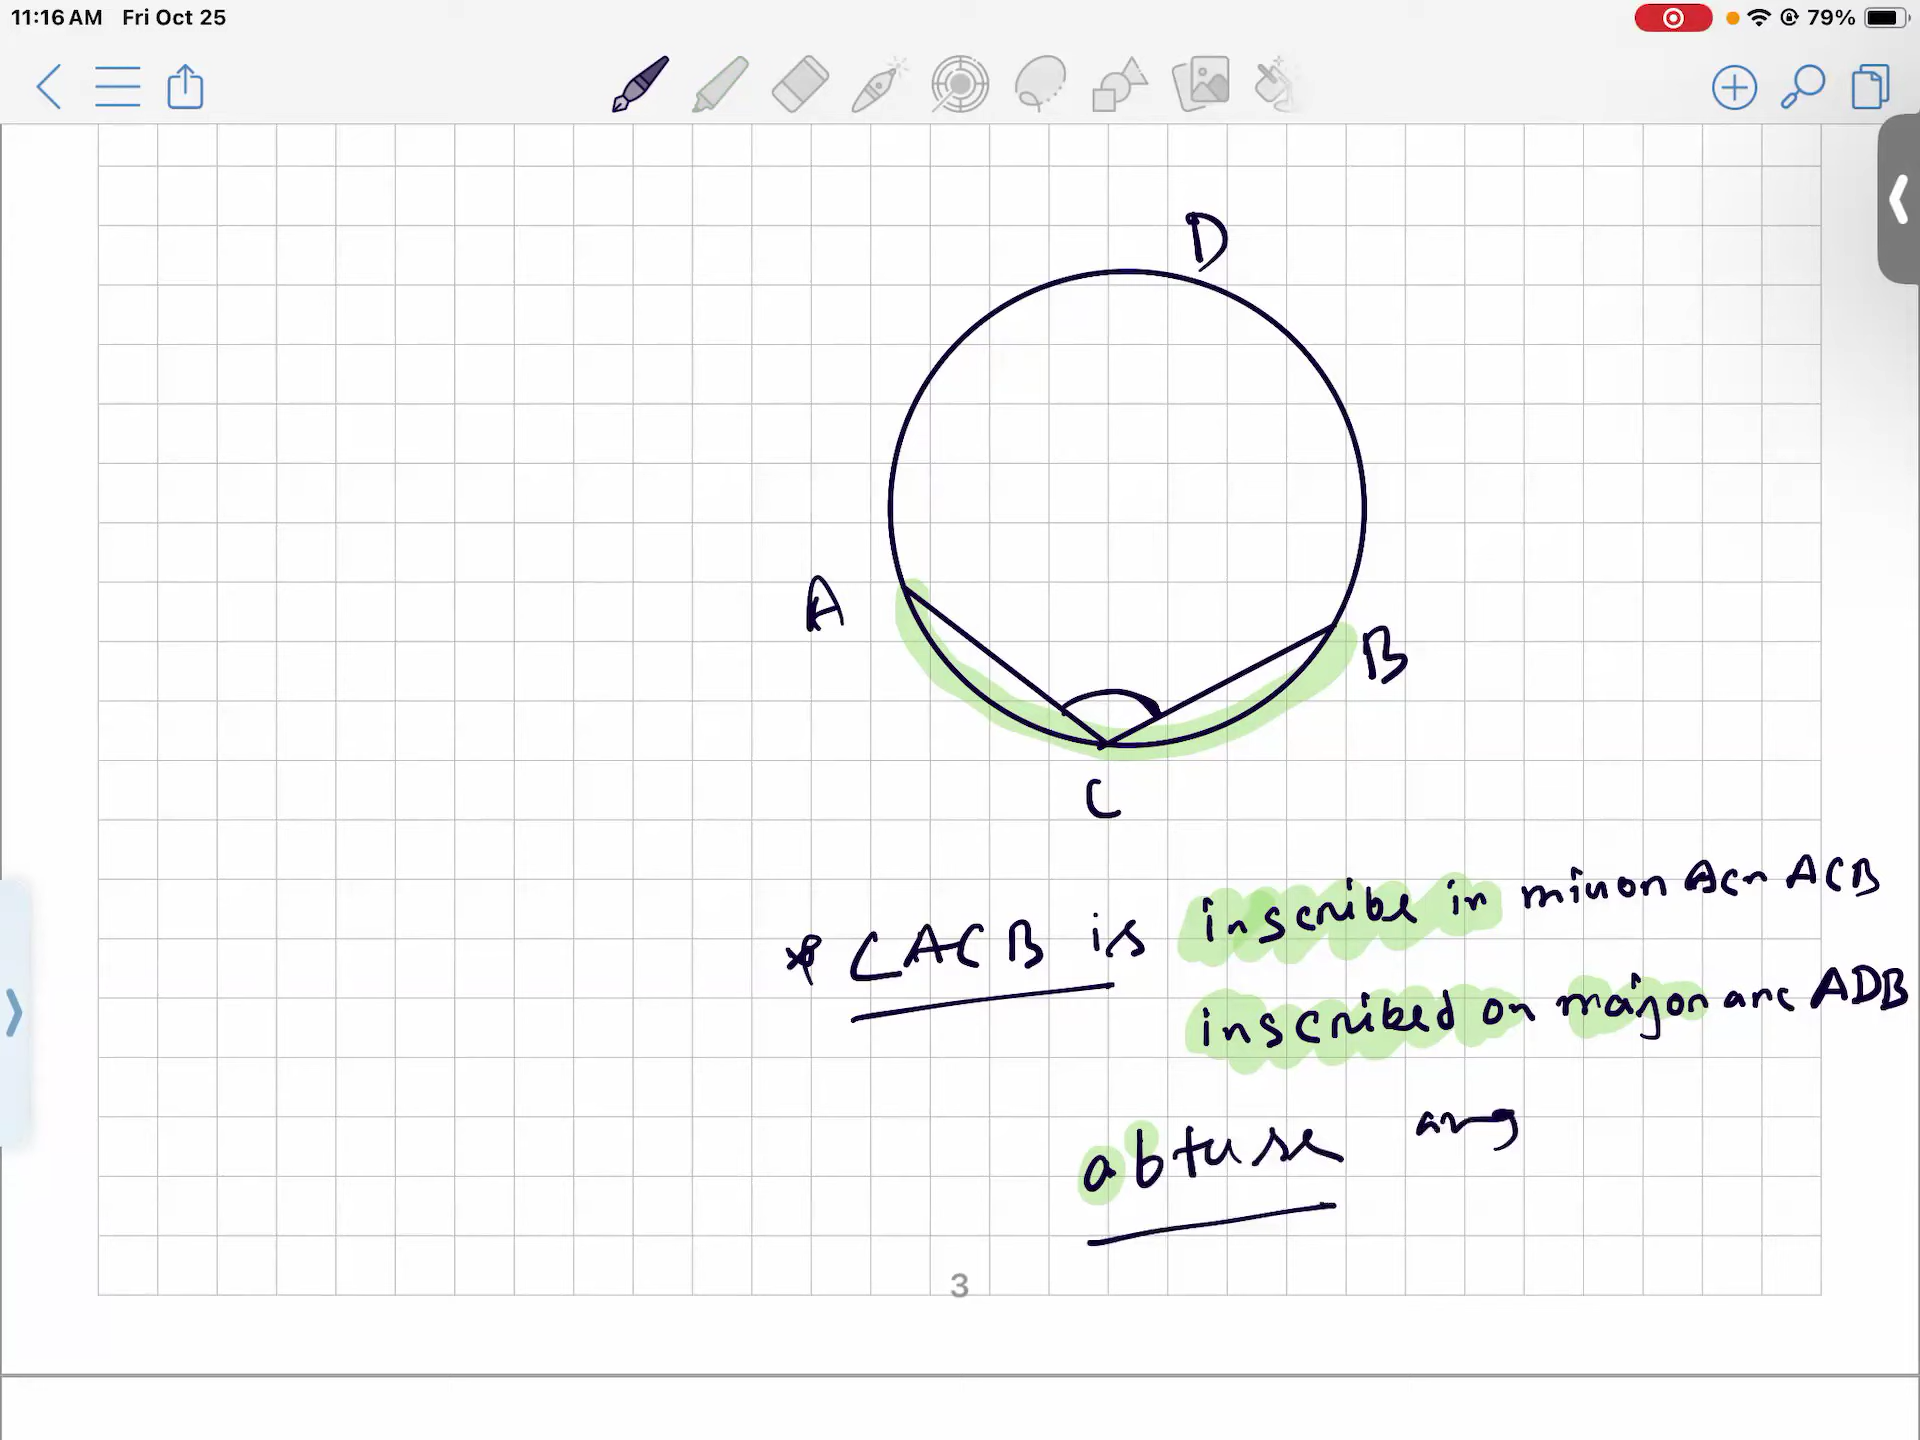 11:16 AM Fri Oct 25
79%
D
A
B
C
* ∠ACB is inscribe in minor Arc ACB
inscribed on major arc ADB
obtuse ang
3